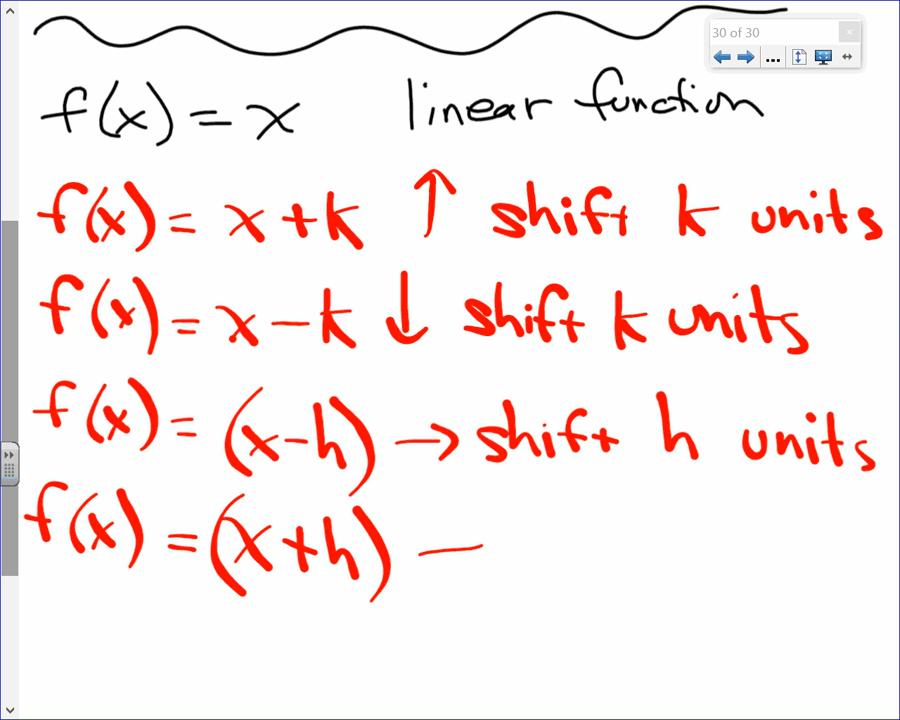 30 of 30
f(x) = x linear function
f(x) = x + k ↑ shift k units
f(x) = x - k ↓ shift k units
f(x) = (x - h) → shift h units
f(x) = (x + h) —